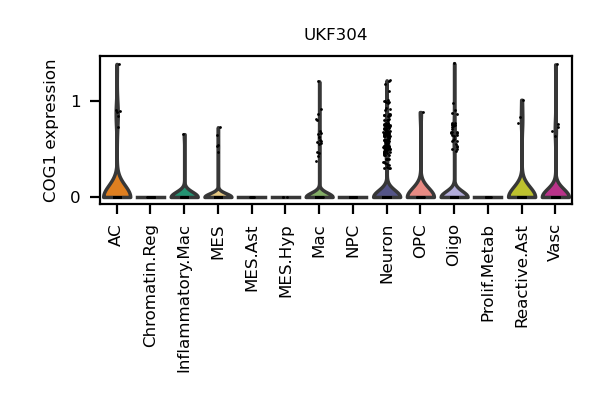 UKF304
COG1 expression
1
0
AC
Chromatin.Reg
Inflammatory.Mac
MES
MES.Ast
MES.Hyp
Mac
NPC
Neuron
OPC
Oligo
Prolif.Metab
Reactive.Ast
Vasc